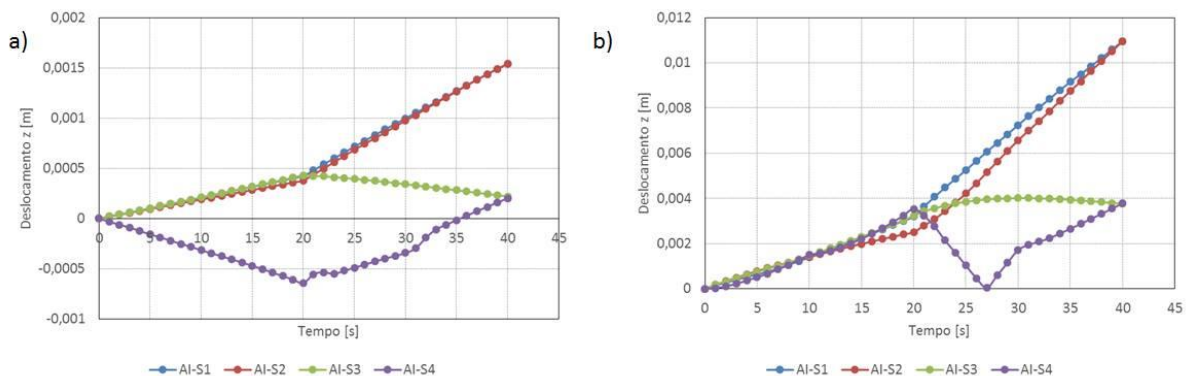 a)
0,002
0,0015
0,001
0,0005
0
-0,0005
-0,001
Deslocamento z [m]
0 5 10 15 20 25 30 35 40 45
Tempo [s]
AI-S1 AI-S2 AI-S3 AI-S4
b)
0,012
0,01
0,008
0,006
0,004
0,002
0
Deslocamento z [m]
0 5 10 15 20 25 30 35 40 45
Tempo [s]
AI-S1 AI-S2 AI-S3 AI-S4